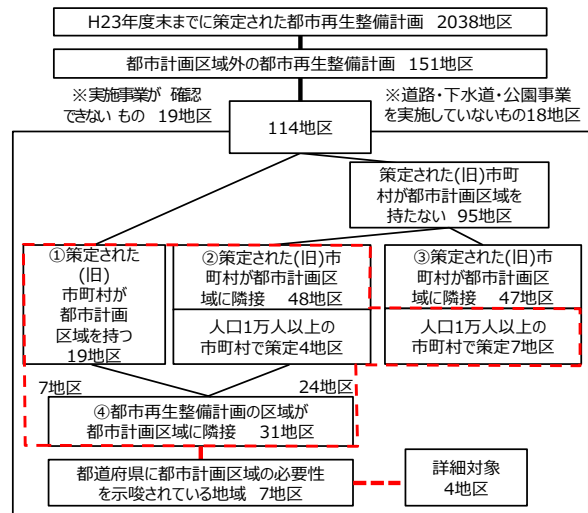 H23年度末までに策定された都市再生整備計画 2038地区
都市計画区域外の都市再生整備計画 151地区
※実施事業が 確認
できない もの 19地区
※道路・下水道・公園事業
を実施していないもの18地区
114地区
策定された(旧)市町
村が都市計画区域を
持たない 95地区
①策定された
(旧)
市町村が
都市計画
区域を持つ
19地区
②策定された(旧)市
町村が都市計画区
域に隣接 48地区
人口1万人以上の
市町村で策定4地区
③策定された(旧)市
町村が都市計画区
域に隣接 47地区
人口1万人以上の
市町村で策定7地区
7地区
24地区
④都市再生整備計画の区域が
都市計画区域に隣接 31地区
都道府県に都市計画区域の必要性
を示唆されている地域 7地区
詳細対象
4地区